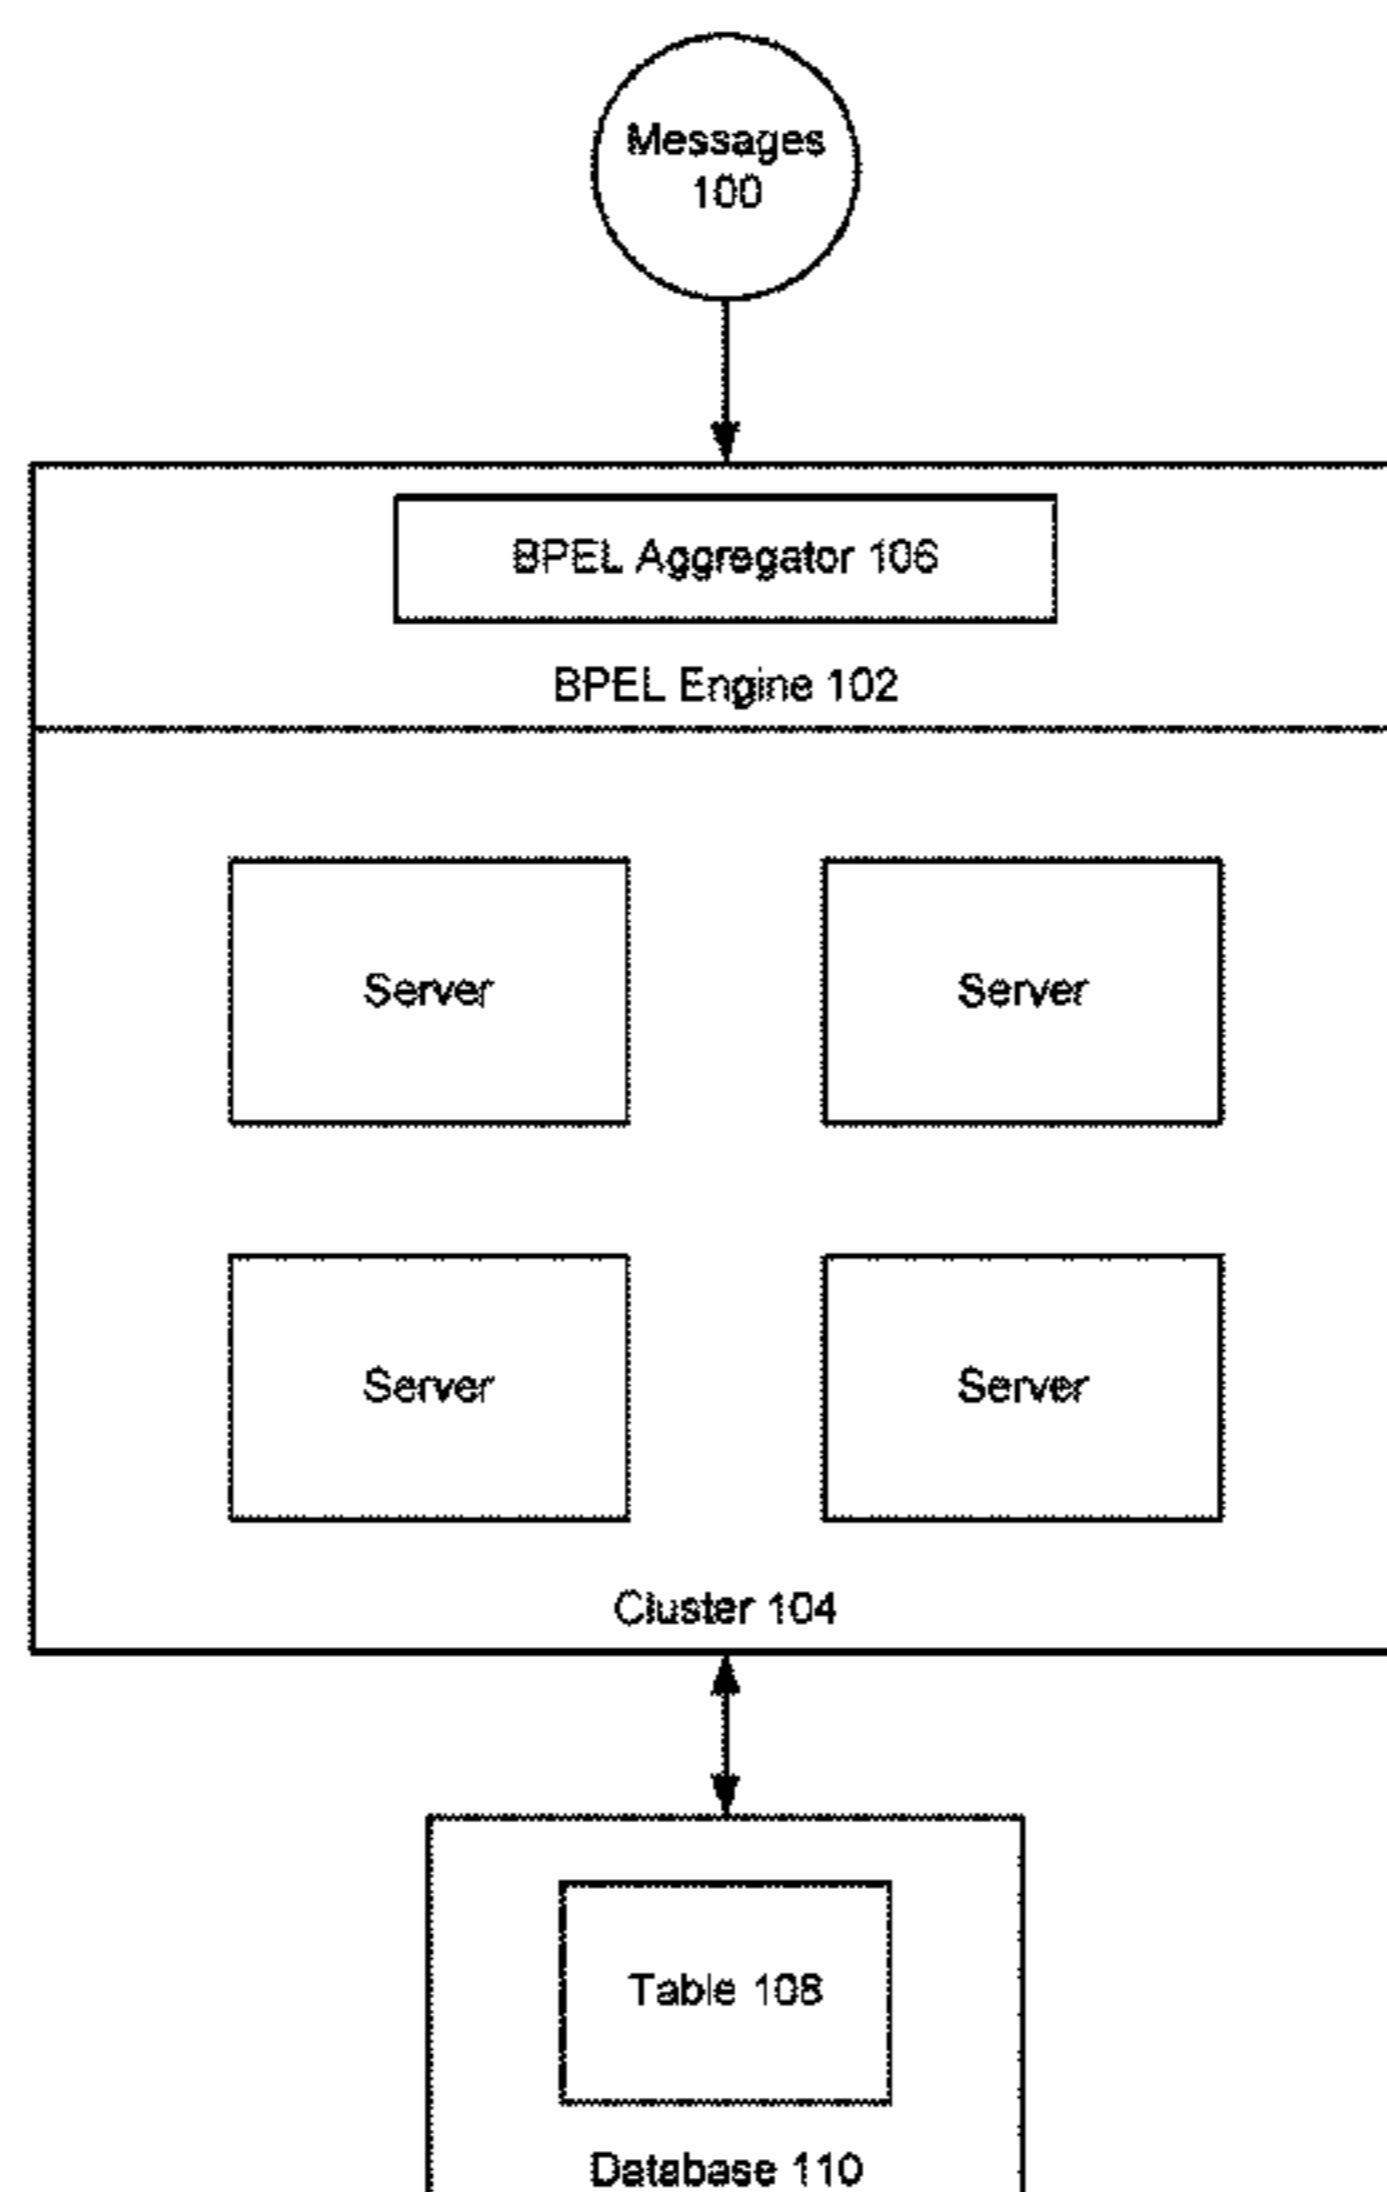 Messages
100
BPEL Aggregator 106
BPEL Engine 102
Server
Server
Server
Server
Cluster 104
Table 108
Database 110